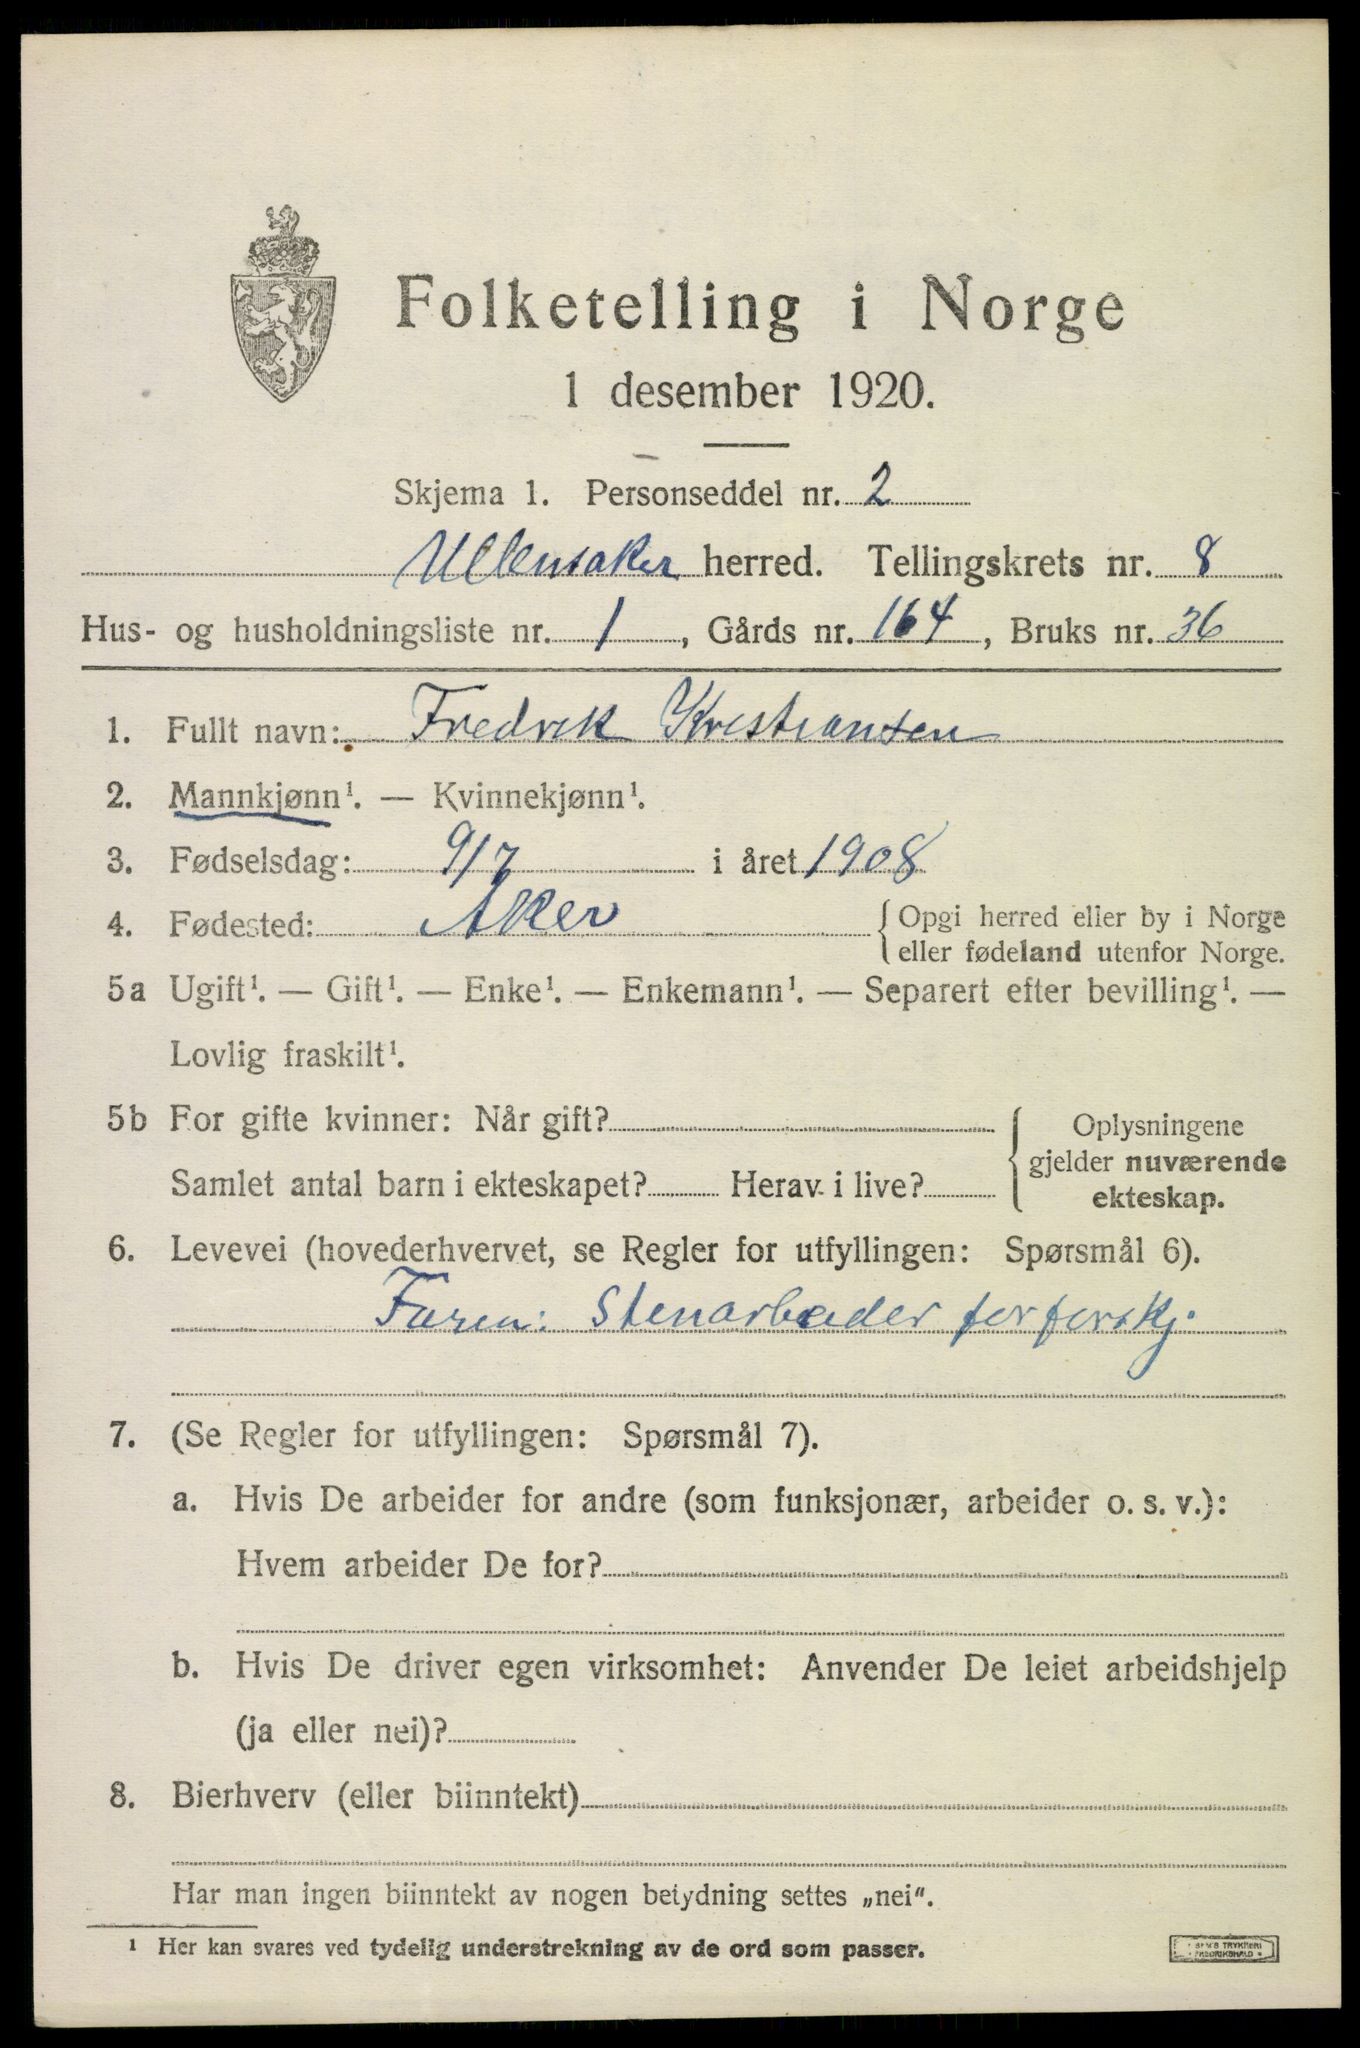 Folketelling i Norge
1 desember 1920.
Skjema 1. Personseddel nr. 2
Ullensaker herred. Tellingskrets nr. 8
Hus- og husholdningsliste nr. 1, Gårds nr. 164, Bruks nr. 36
1. Fullt navn: Fredrik Kristiansen
2. Mannkjønn¹. — Kvinnekjønn¹.
3. Fødselsdag: 9/7 i året 1908
4. Fødested: Aker { Opgi herred eller by i Norge
eller fødeland utenfor Norge.
5a Ugift¹. — Gift¹. — Enke¹. — Enkemann¹. — Separert efter bevilling¹. —
Lovlig fraskilt¹.
5b For gifte kvinner: Når gift?
Samlet antal barn i ekteskapet? Herav i live?
{ Oplysningene
gjelder nuværende
ekteskap.
6. Levevei (hovederhvervet, se Regler for utfyllingen: Spørsmål 6).
Faren: Stenarbeider forforskj.
7. (Se Regler for utfyllingen: Spørsmål 7).
a. Hvis De arbeider for andre (som funksjonær, arbeider o. s. v.):
Hvem arbeider De for?
b. Hvis De driver egen virksomhet: Anvender De leiet arbeidshjelp
(ja eller nei)?
8. Bierhverv (eller biinntekt)
Har man ingen biinntekt av nogen betydning settes „nei".
¹ Her kan svares ved tydelig understrekning av de ord som passer.
TRYKKERI
FREDRIKSHALD